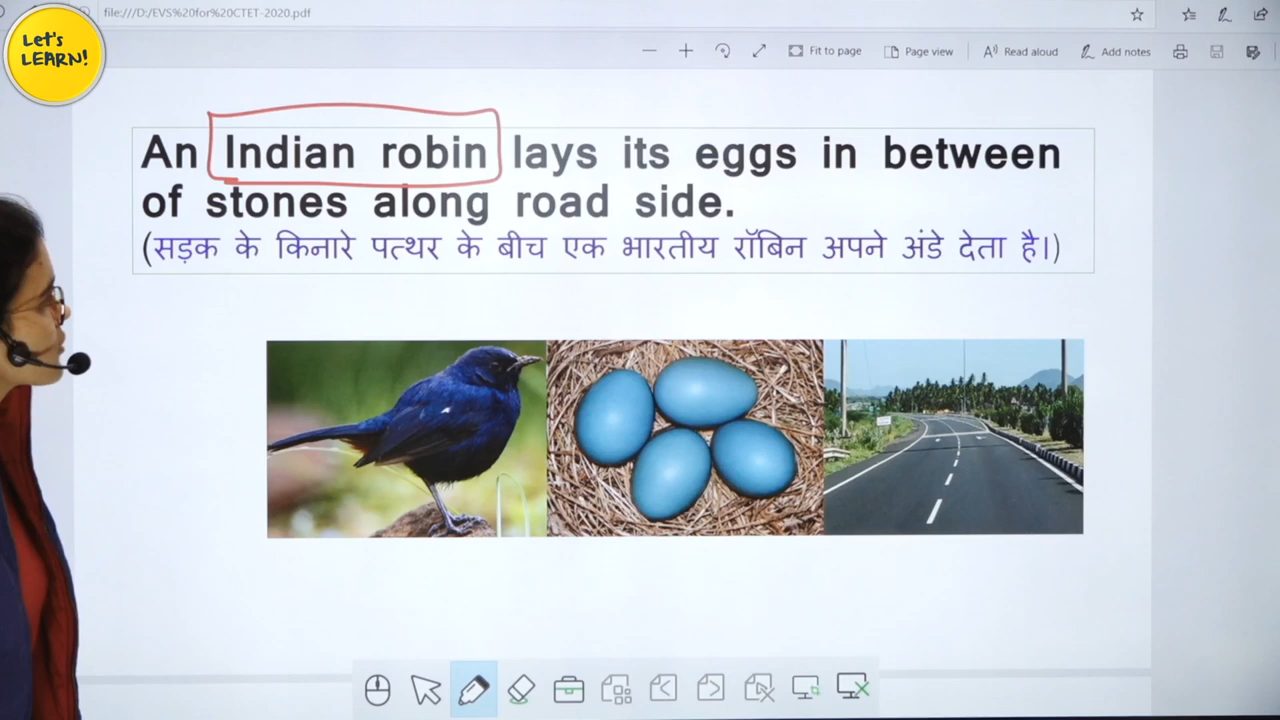 file:///D:/EVS%20for%20CTET-2020.pdf
Let's
LEARN!
Fit to page
Page view
Read aloud
Add notes
An Indian robin lays its eggs in between
of stones along road side.
(सड़क के किनारे पत्थर के बीच एक भारतीय रॉबिन अपने अंडे देता है।)